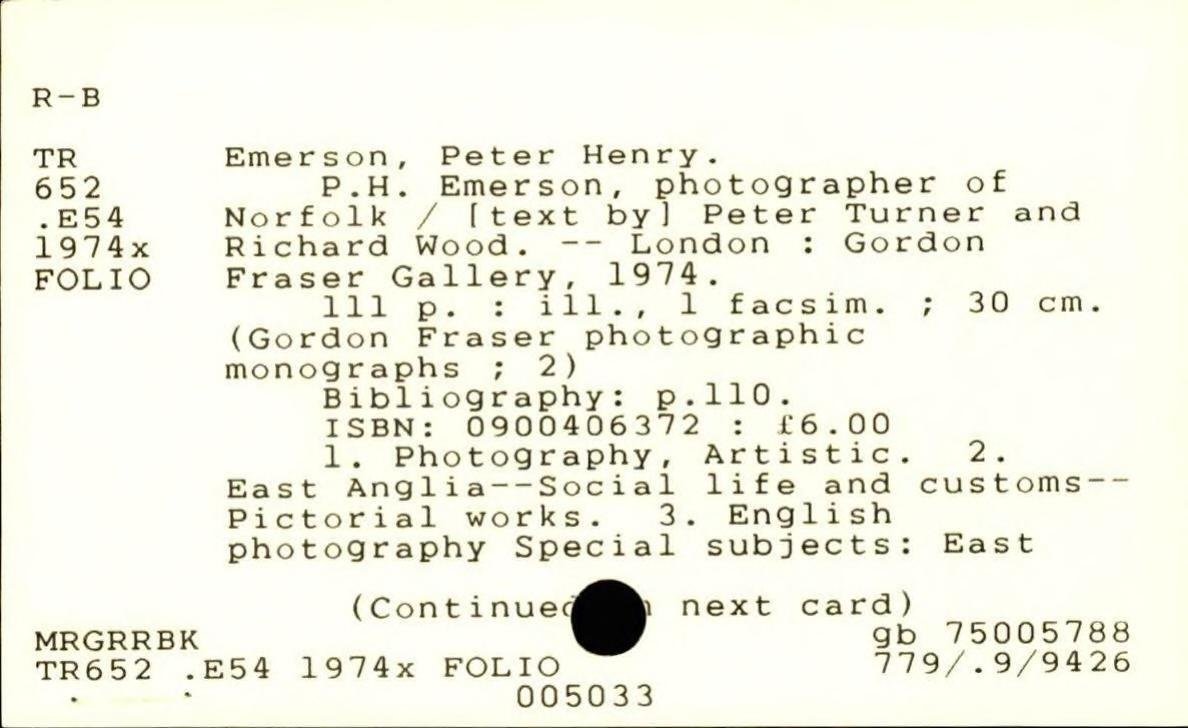 R-B
TR Emerson, Peter Henry.
652 P.H. Emerson, photographer of
.E54 Norfolk / [text by] Peter Turner and
1974x Richard Wood. -- London : Gordon
FOLIO Fraser Gallery, 1974.
111 p. : ill., 1 facsim. ; 30 cm.
(Gordon Fraser photographic
monographs ; 2)
Bibliography: p.110.
ISBN: 0900406372 : £6.00
1. Photography, Artistic. 2.
East Anglia--Social life and customs--
Pictorial works. 3. English
photography Special subjects: East
(Continued next card)
MRGRRBK gb 75005788
TR652 .E54 1974x FOLIO 779/.9/9426
005033